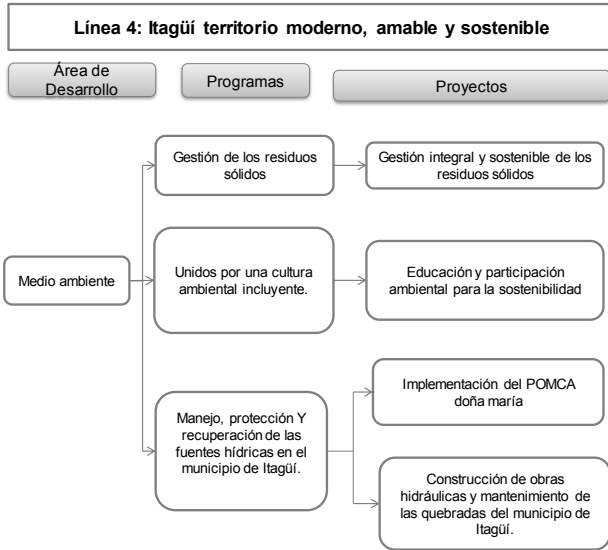 Línea 4: Itagüí territorio moderno, amable y sostenible
Área de
Desarrollo
Programas
Proyectos
Gestión de los residuos
sólidos
Gestión integral y sostenible de los
residuos sólidos
Medio ambiente
Unidos por una cultura
ambiental incluyente.
Educación y participación
ambiental para la sostenibilidad
Manejo, protección Y
recuperación de las
fuentes hídricas en el
municipio de Itagüí.
Implementación del POMCA
doña maría
Construcción de obras
hidráulicas y mantenimiento de
las quebradas del municipio de
Itagüí.